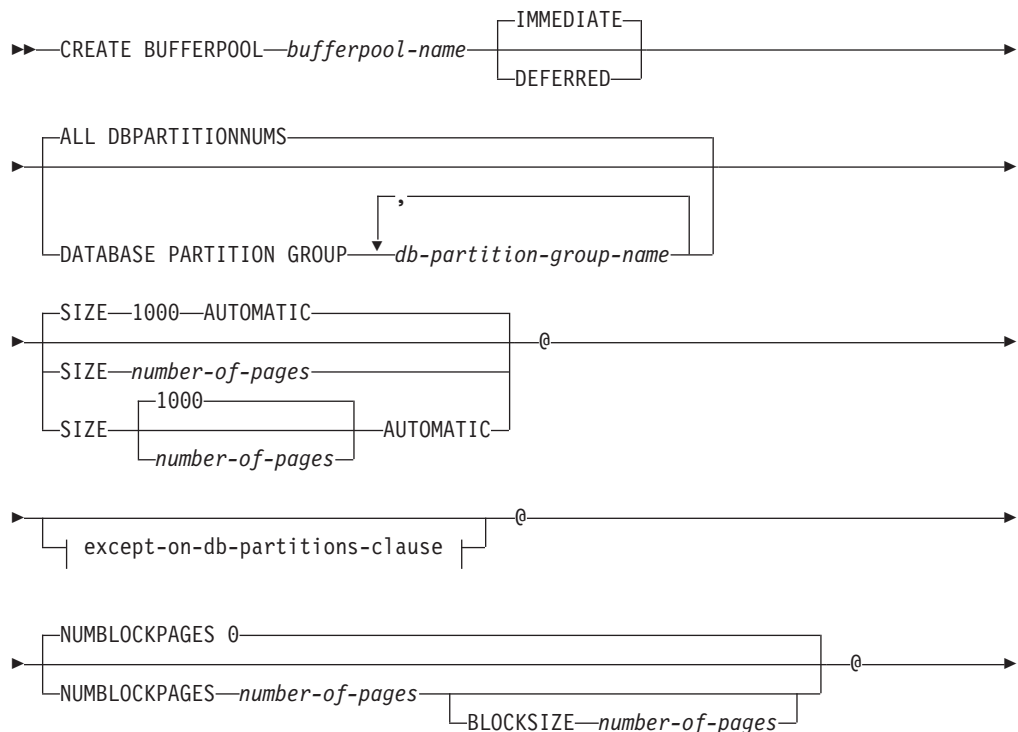 IMMEDIATE
CREATE BUFFERPOOL bufferpool-name
DEFERRED
ALL DBPARTITIONNUMS
,
DATABASE PARTITION GROUP db-partition-group-name
SIZE 1000 AUTOMATIC
@
SIZE number-of-pages
1000
SIZE AUTOMATIC
number-of-pages
@
except-on-db-partitions-clause
NUMBLOCKPAGES 0
@
NUMBLOCKPAGES number-of-pages
BLOCKSIZE number-of-pages